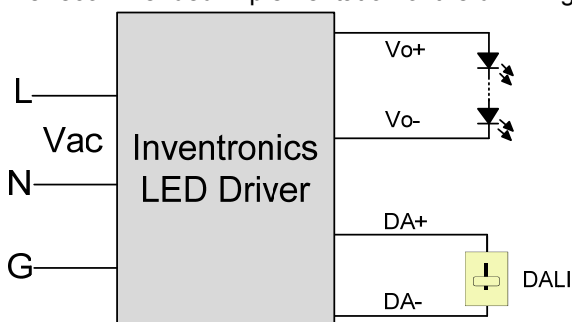 Vo+
L
Vac
Vo-
Inventronics
LED Driver
N
DA+
G
DALI
DA-